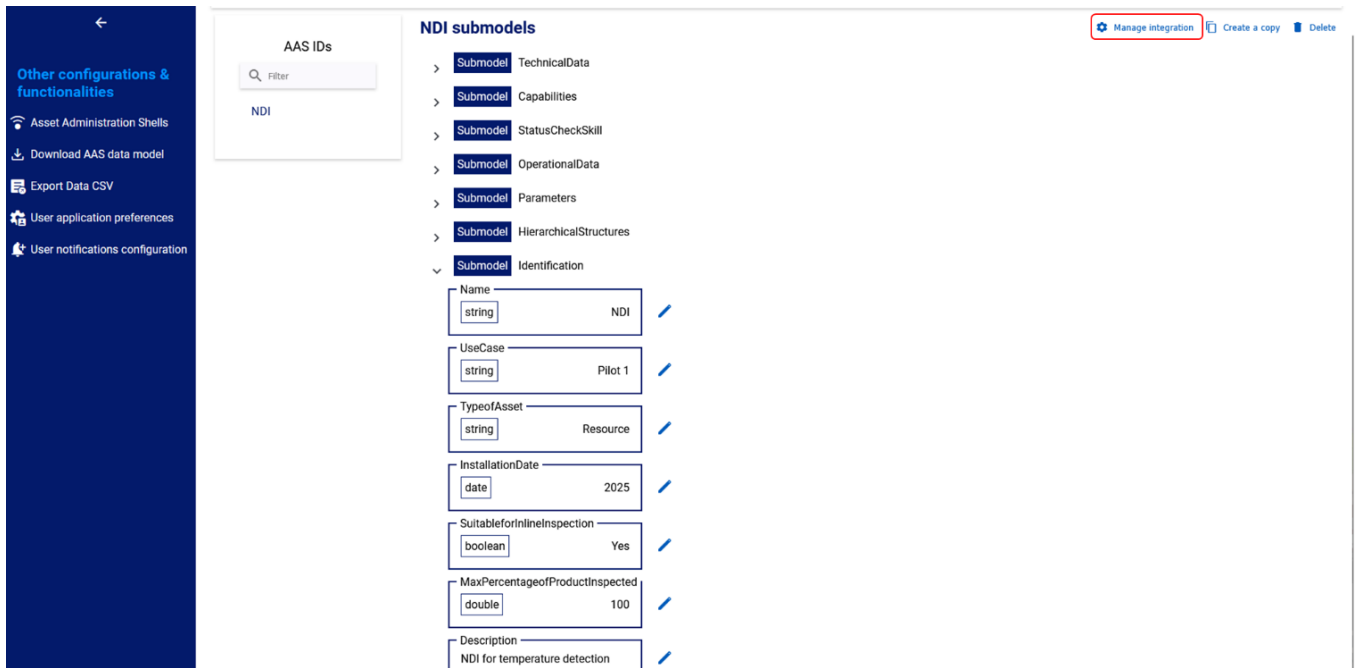 Other configurations &
functionalities
Asset Administration Shells
Download AAS data model
Export Data CSV
User application preferences
User notifications configuration
AAS IDs
Filter
NDI
NDI submodels
Manage integration
Create a copy
Delete
Submodel TechnicalData
Submodel Capabilities
Submodel StatusCheckSkill
Submodel OperationalData
Submodel Parameters
Submodel HierarchicalStructures
Submodel Identification
Name
string NDI
UseCase
string Pilot 1
TypeofAsset
string Resource
InstallationDate
date 2025
SuitableforInlineInspection
boolean Yes
MaxPercentageofProductInspected
double 100
Description
NDI for temperature detection